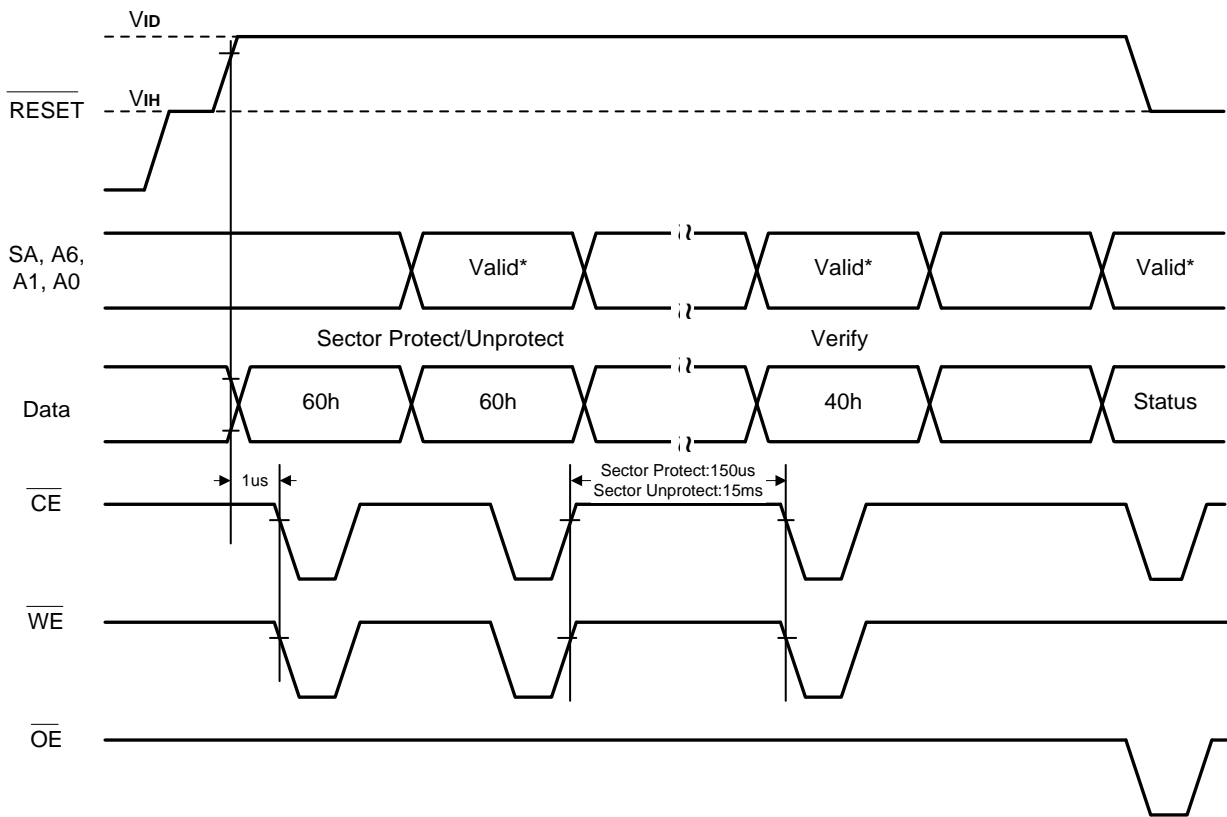 VID
RESET
VIH
SA, A6,
A1, A0
Valid*
Valid*
Valid*
Sector Protect/Unprotect
Verify
Data
60h
60h
40h
Status
1us
Sector Protect:150us
Sector Unprotect:15ms
CE
WE
OE